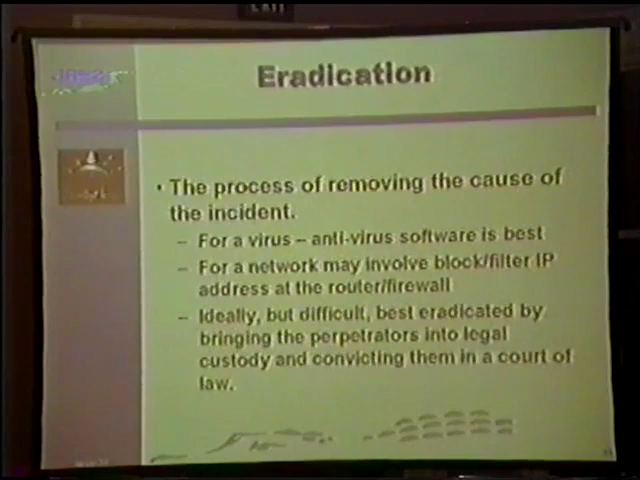 EXIT
Eradication
• The process of removing the cause of
the incident.
– For a virus – anti-virus software is best
– For a network may involve block/filter IP
address at the router/firewall
– Ideally, but difficult, best eradicated by
bringing the perpetrators into legal
custody and convicting them in a court of
law.